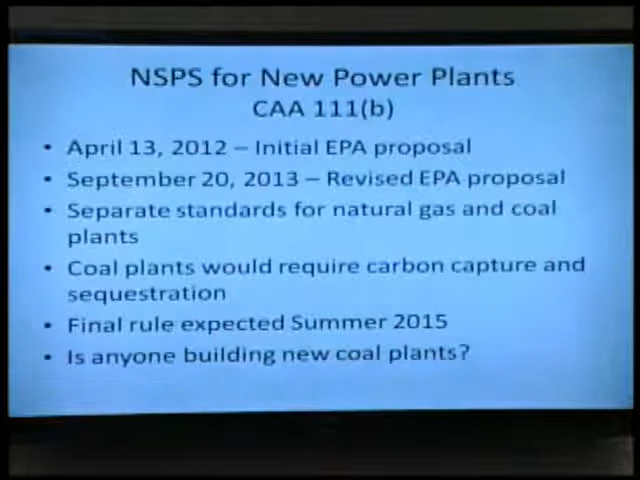 NSPS for New Power Plants
CAA 111(b)
• April 13, 2012 – Initial EPA proposal
• September 20, 2013 – Revised EPA proposal
• Separate standards for natural gas and coal
plants
• Coal plants would require carbon capture and
sequestration
• Final rule expected Summer 2015
• Is anyone building new coal plants?